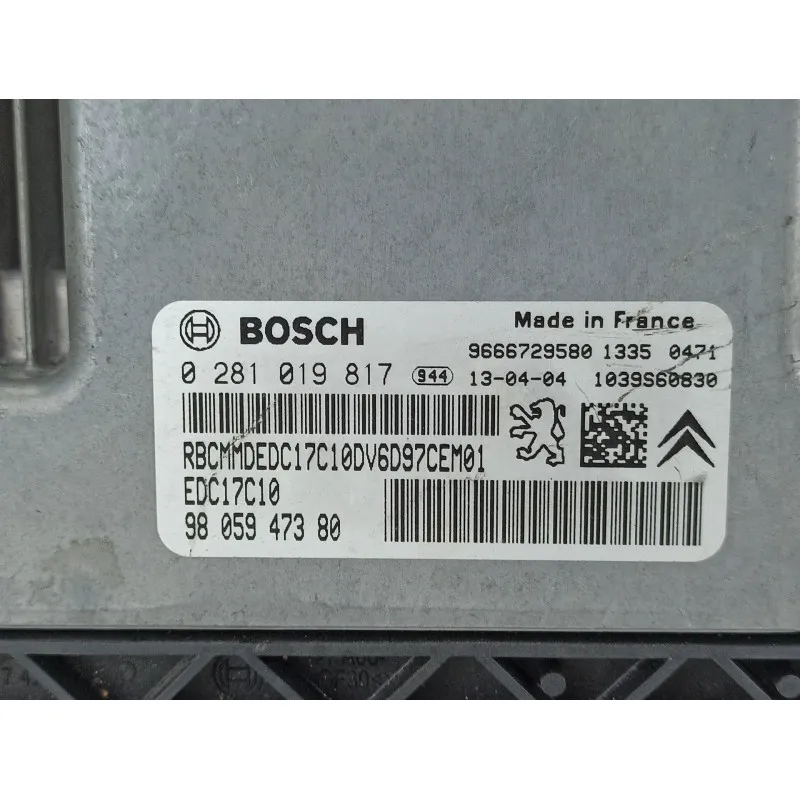 BOSCH
Made in France
9666729580 1335 0471
0 281 019 817 944 13-04-04 1039S60830
RBCMMDEDC17C10DV6D97CEM01
EDC17C10
98 059 473 80